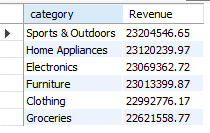 category Revenue
Sports & Outdoors 23204546.65
Home Appliances 23120239.97
Electronics 23069362.72
Furniture 23013399.87
Clothing 22992776.17
Groceries 22621558.77